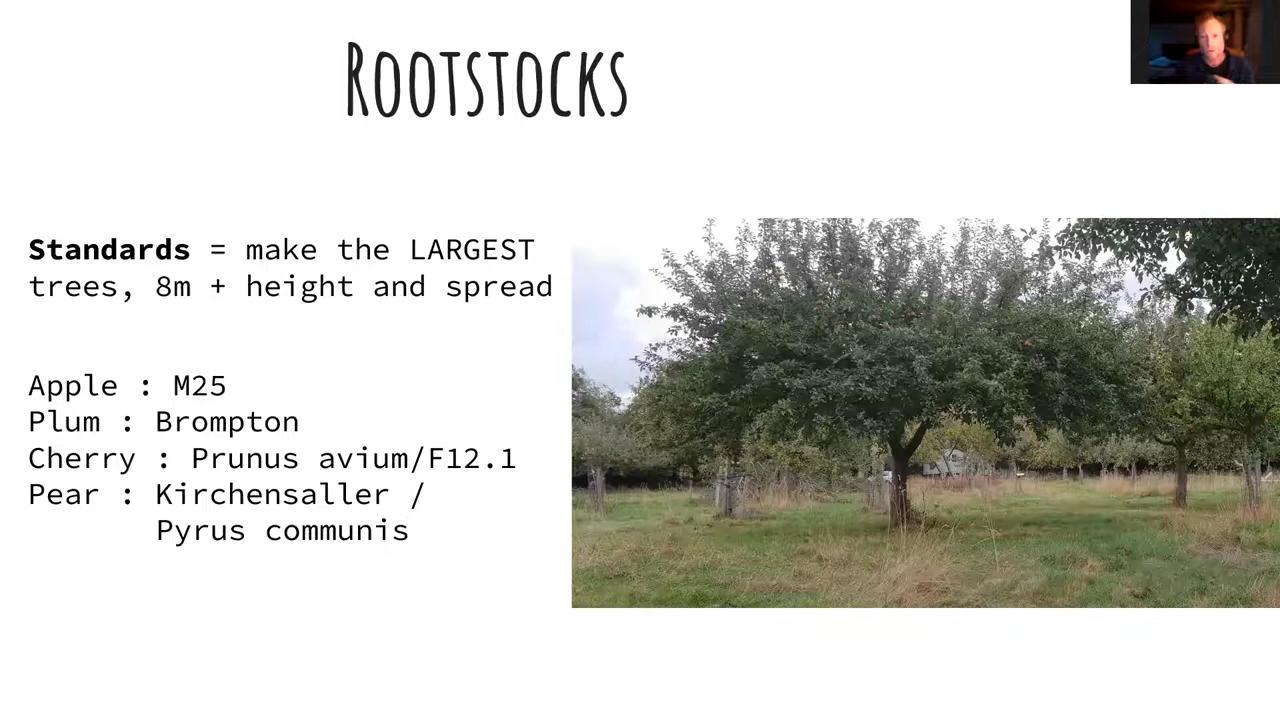 ROOTSTOCKS
Standards = make the LARGEST
trees, 8m + height and spread
Apple : M25
Plum : Brompton
Cherry : Prunus avium/F12.1
Pear : Kirchensaller /
Pyrus communis